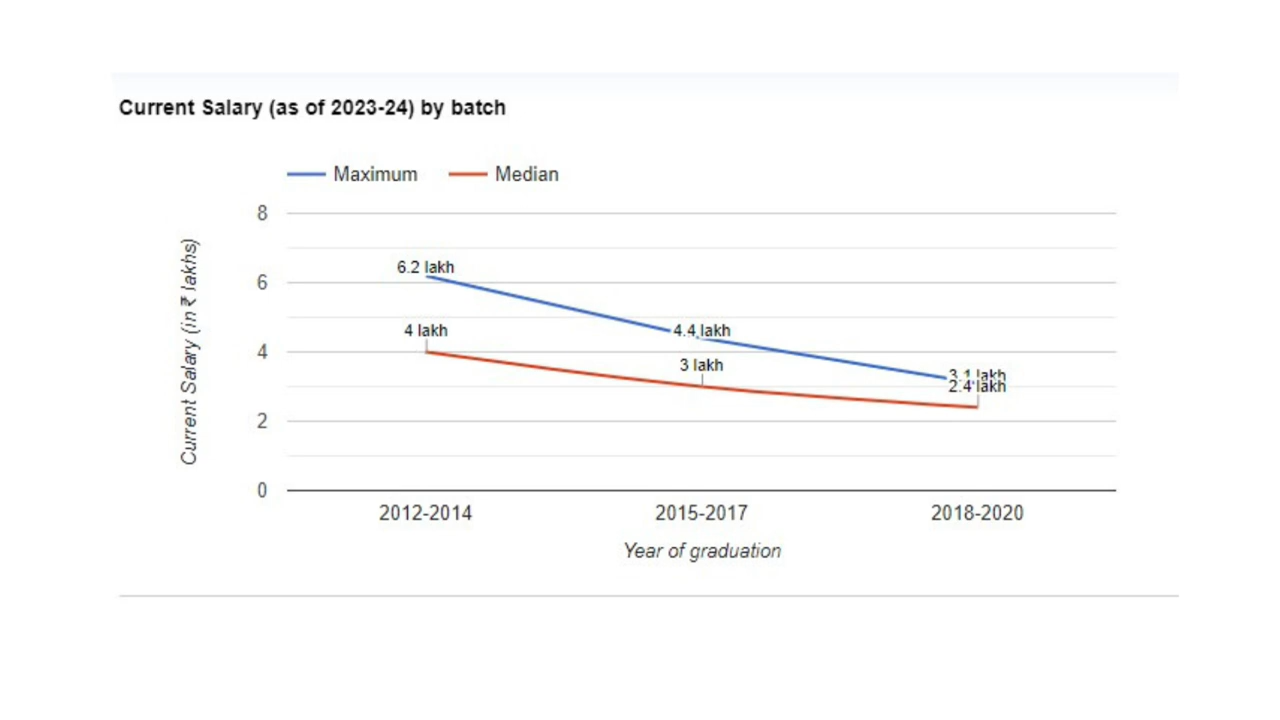 Current Salary (as of 2023-24) by batch
Maximum
Median
8
6
4
2
0
Current Salary (in ₹ lakhs)
6.2 lakh
4 lakh
4.4 lakh
3 lakh
3.1 lakh
2.4 lakh
2012-2014
2015-2017
2018-2020
Year of graduation